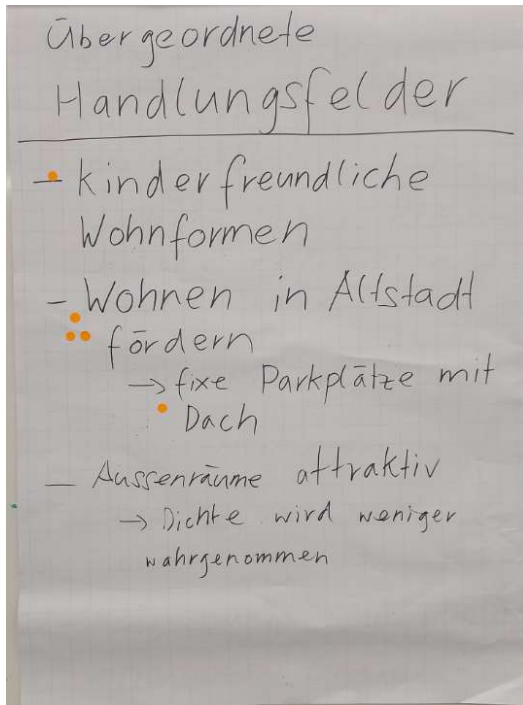 Übergeordnete
Handlungsfelder
- kinderfreundliche
Wohnformen
- Wohnen in Altstadt
fördern
→ fixe Parkplätze mit
Dach
- Aussenräume attraktiv
→ Dichte wird weniger
wahrgenommen